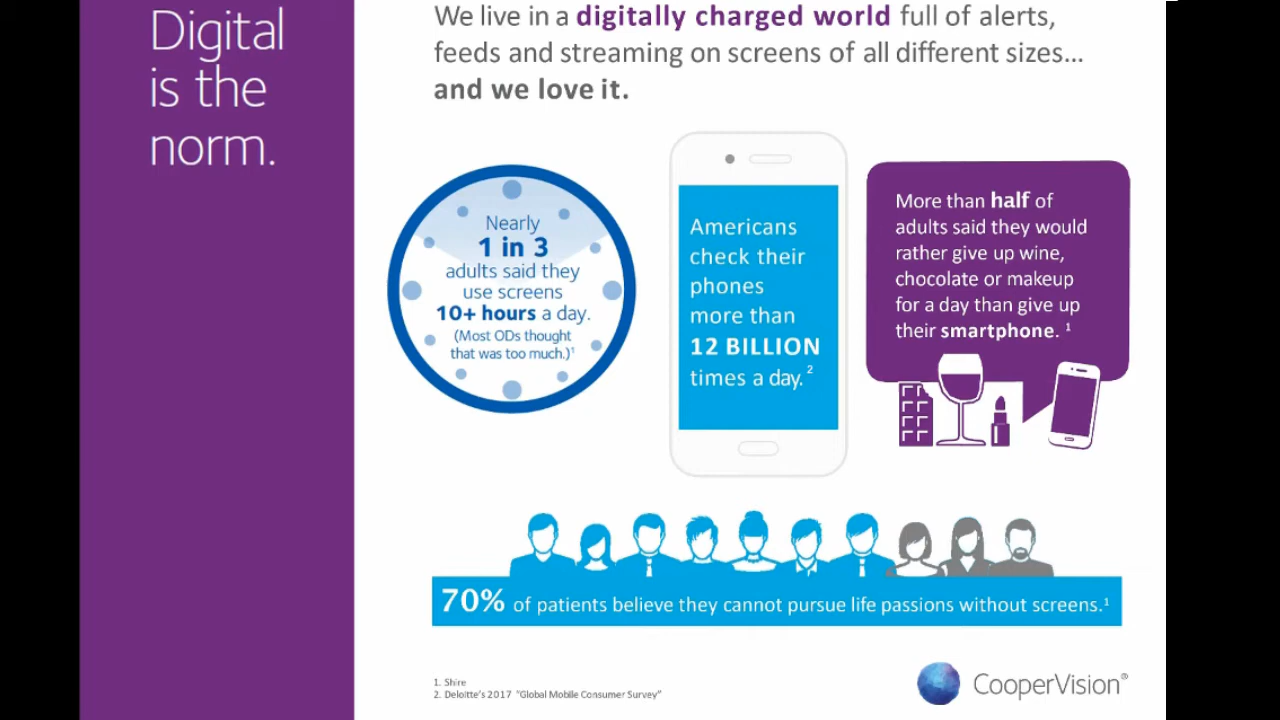 Digital
is the
norm.
We live in a digitally charged world full of alerts,
feeds and streaming on screens of all different sizes...
and we love it.
Nearly
1 in 3
adults said they
use screens
10+ hours a day.
(Most ODs thought
that was too much.)¹
Americans
check their
phones
more than
12 BILLION
times a day.²
More than half of
adults said they would
rather give up wine,
chocolate or makeup
for a day than give up
their smartphone. ¹
70% of patients believe they cannot pursue life passions without screens.¹
1. Shire
2. Deloitte's 2017 "Global Mobile Consumer Survey"
CooperVision®